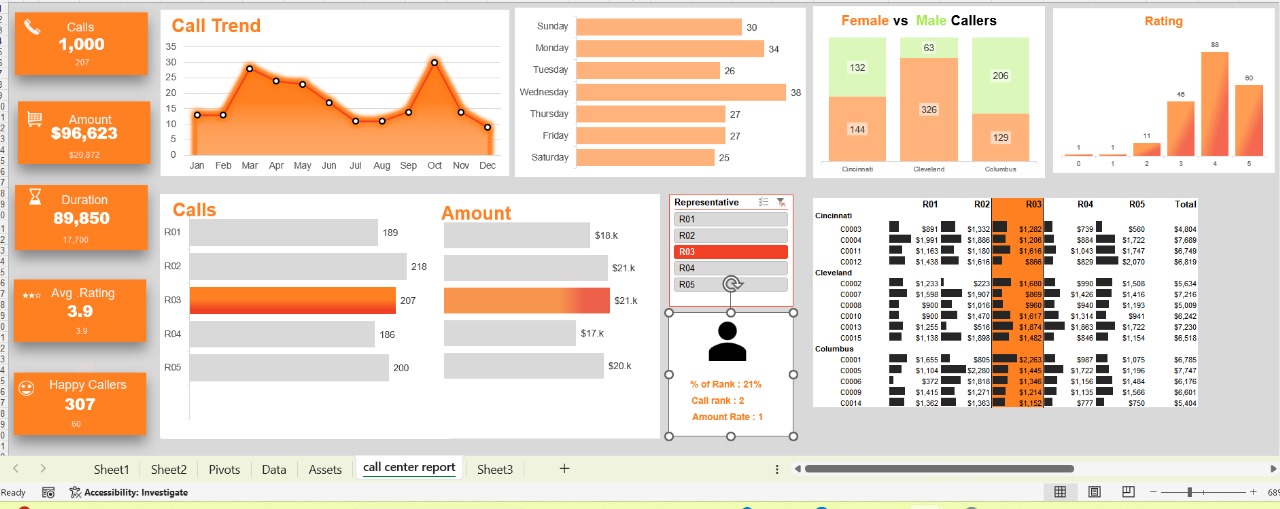 Calls
1,000
207
Amount
$96,623
$20,872
Duration
89,850
17,700
Avg .Rating
3.9
3.9
Happy Callers
307
60
Call Trend
35
30
25
20
15
10
5
0
Jan Feb Mar Apr May Jun Jul Aug Sep Oct Nov Dec
Sunday 30
Monday 34
Tuesday 26
Wednesday 38
Thursday 27
Friday 27
Saturday 25
Female vs Male Callers
132 63 206
144 326 129
Cincinnati Cleveland Columbus
Rating
1 1 11 46 88 60
0 1 2 3 4 5
Calls
R01 189
R02 218
R03 207
R04 186
R05 200
Amount
$18.k
$21.k
$21.k
$17.k
$20.k
Representative
R01
R02
R03
R04
R05
% of Rank : 21%
Call rank : 2
Amount Rate : 1
R01 R02 R03 R04 R05 Total
Cincinnati
C0003 $891 $1,332 $1,282 $739 $560 $4,804
C0004 $1,991 $1,886 $1,206 $884 $1,722 $7,689
C0011 $1,163 $1,180 $1,616 $1,043 $1,747 $6,749
C0012 $1,438 $1,616 $866 $829 $2,070 $6,819
Cleveland
C0002 $1,233 $223 $1,680 $990 $1,508 $5,634
C0007 $1,598 $1,907 $869 $1,426 $1,416 $7,216
C0008 $900 $1,016 $960 $940 $1,193 $5,009
C0010 $900 $1,470 $1,617 $1,314 $941 $6,242
C0013 $1,255 $516 $1,874 $1,863 $1,722 $7,230
C0015 $1,138 $1,898 $1,482 $846 $1,154 $6,518
Columbus
C0001 $1,655 $805 $2,263 $987 $1,075 $6,785
C0005 $1,104 $2,280 $1,445 $1,722 $1,196 $7,747
C0006 $372 $1,818 $1,346 $1,156 $1,484 $6,176
C0009 $1,415 $1,271 $1,214 $1,135 $1,566 $6,601
C0014 $1,362 $1,363 $1,152 $777 $750 $5,404
Sheet1 Sheet2 Pivots Data Assets call center report Sheet3
Ready Accessibility: Investigate